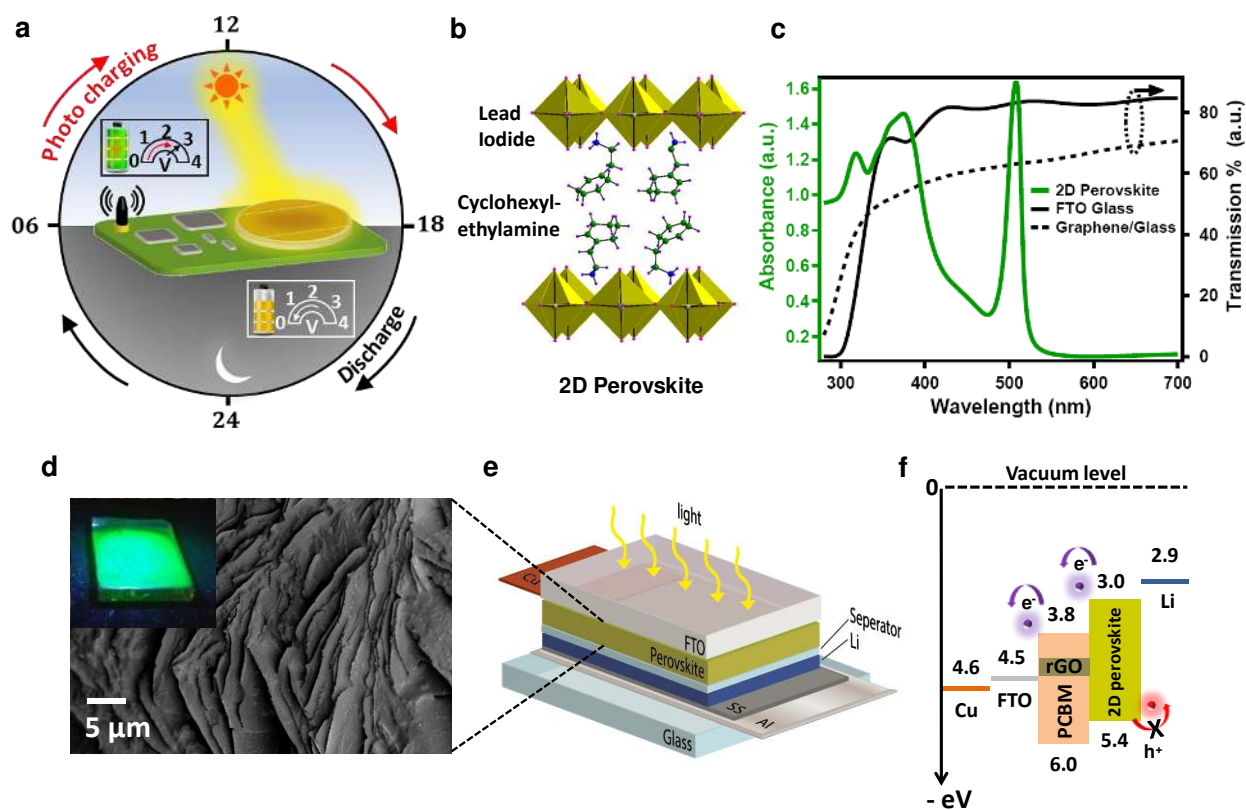 a
12
Photo charging
0 1 2 3 4
V
06
18
0 1 2 3 4
V
Discharge
24
b
Lead
Iodide
Cyclohexyl-
ethylamine
2D Perovskite
c
Absorbance (a.u.)
1.6
1.4
1.2
1.0
0.8
0.6
0.4
0.2
2D Perovskite
FTO Glass
Graphene/Glass
80
60
40
20
0
Transmission % (a.u.)
300 400 500 600 700
Wavelength (nm)
d
5 µm
e
light
Cu
FTO
Perovskite
Seperator
Li
SS
Al
Glass
f
Vacuum level
0
2.9
Li
e-
3.0
e-
3.8
4.5
4.6
Cu
FTO
rGO
PCBM
2D perovskite
X
h+
5.4
6.0
- eV